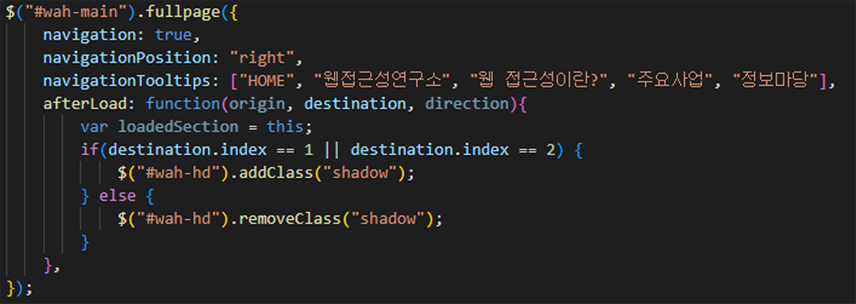 $("#wah-main").fullpage({
navigation: true,
navigationPosition: "right",
navigationTooltips: ["HOME", "웹접근성연구소", "웹 접근성이란?", "주요사업", "정보마당"],
afterLoad: function(origin, destination, direction){
var loadedSection = this;
if(destination.index == 1 || destination.index == 2) {
$("#wah-hd").addClass("shadow");
} else {
$("#wah-hd").removeClass("shadow");
}
},
});